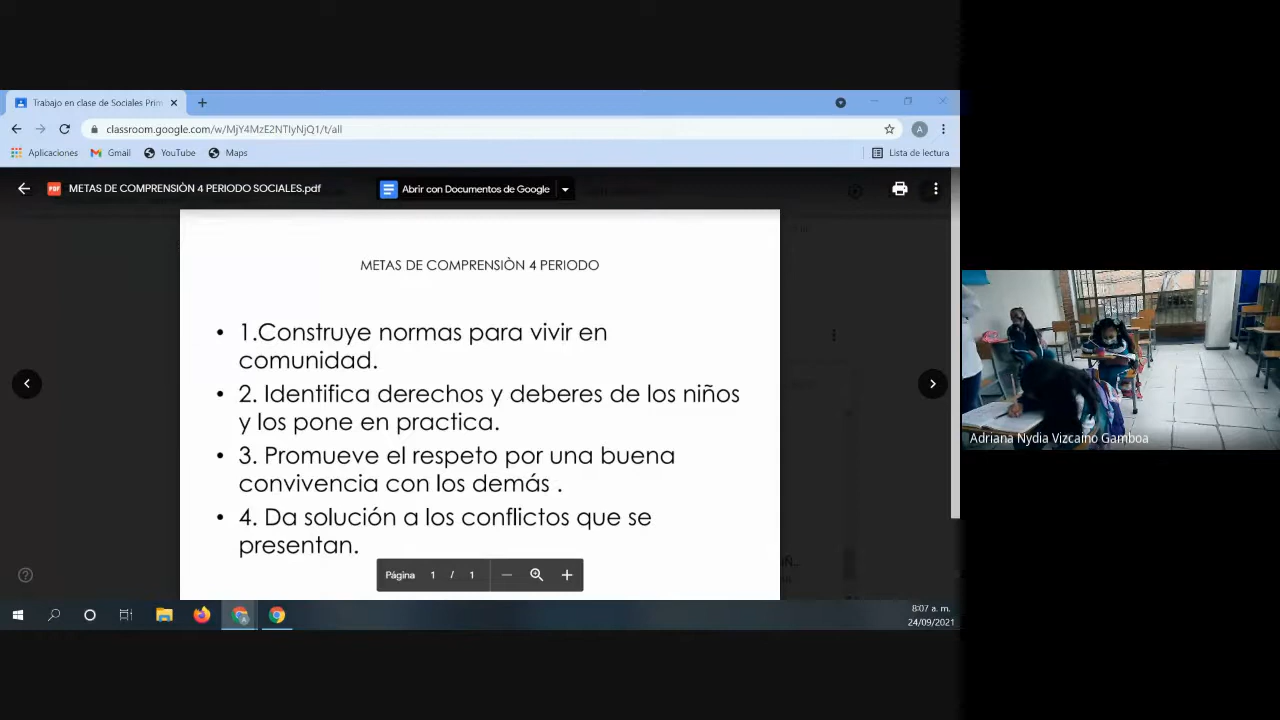 Trabajo en clase de Sociales Prim
classroom.google.com/w/MjY4MzE2NTIyNjQ1/t/all
Aplicaciones Gmail YouTube Maps Lista de lectura
METAS DE COMPRENSIÒN 4 PERIODO SOCIALES.pdf Abrir con Documentos de Google
METAS DE COMPRENSIÒN 4 PERIODO
• 1.Construye normas para vivir en
comunidad.
• 2. Identifica derechos y deberes de los niños
y los pone en practica.
• 3. Promueve el respeto por una buena
convivencia con los demás .
• 4. Da solución a los conflictos que se
presentan.
Página 1 / 1
8:07 a. m.
24/09/2021
Adriana Nydia Vizcaino Gamboa